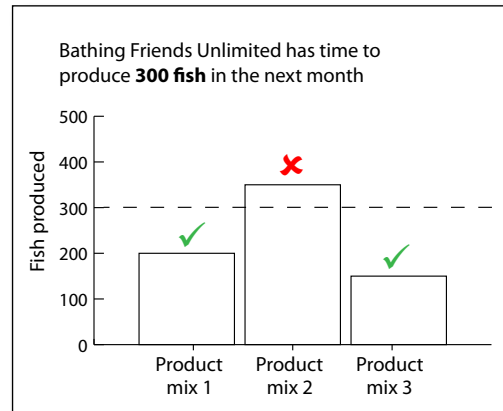 Bathing Friends Unlimited has time to
produce 300 fish in the next month
500
400
300
200
100
0
Fish produced
Product
mix 1
Product
mix 2
Product
mix 3